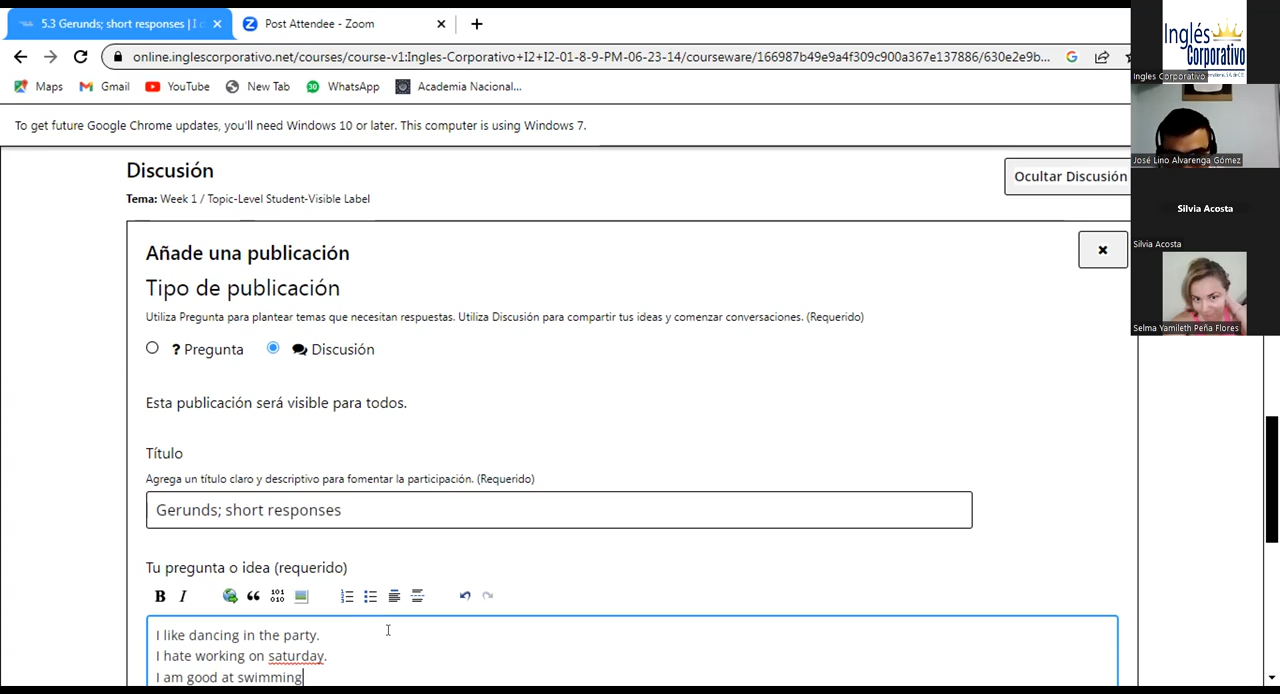 5.3 Gerunds; short responses | I c
Post Attendee - Zoom
online.inglescorporativo.net/courses/course-v1:Ingles-Corporativo+I2+I2-01-8-9-PM-06-23-14/courseware/166987b49e9a4f309c900a367e137886/630e2e9b...
Maps
Gmail
YouTube
New Tab
30 WhatsApp
Academia Nacional...
To get future Google Chrome updates, you'll need Windows 10 or later. This computer is using Windows 7.
Inglés
Corporativo
Ingles Corporativo
José Lino Alvarenga Gómez
Silvia Acosta
Silvia Acosta
Selma Yamileth Peña Flores
Discusión
Ocultar Discusión
Tema: Week 1 / Topic-Level Student-Visible Label
Añade una publicación
Tipo de publicación
Utiliza Pregunta para plantear temas que necesitan respuestas. Utiliza Discusión para compartir tus ideas y comenzar conversaciones. (Requerido)
? Pregunta
Discusión
Esta publicación será visible para todos.
Título
Agrega un título claro y descriptivo para fomentar la participación. (Requerido)
Gerunds; short responses
Tu pregunta o idea (requerido)
B I
I like dancing in the party.
I hate working on saturday.
I am good at swimming